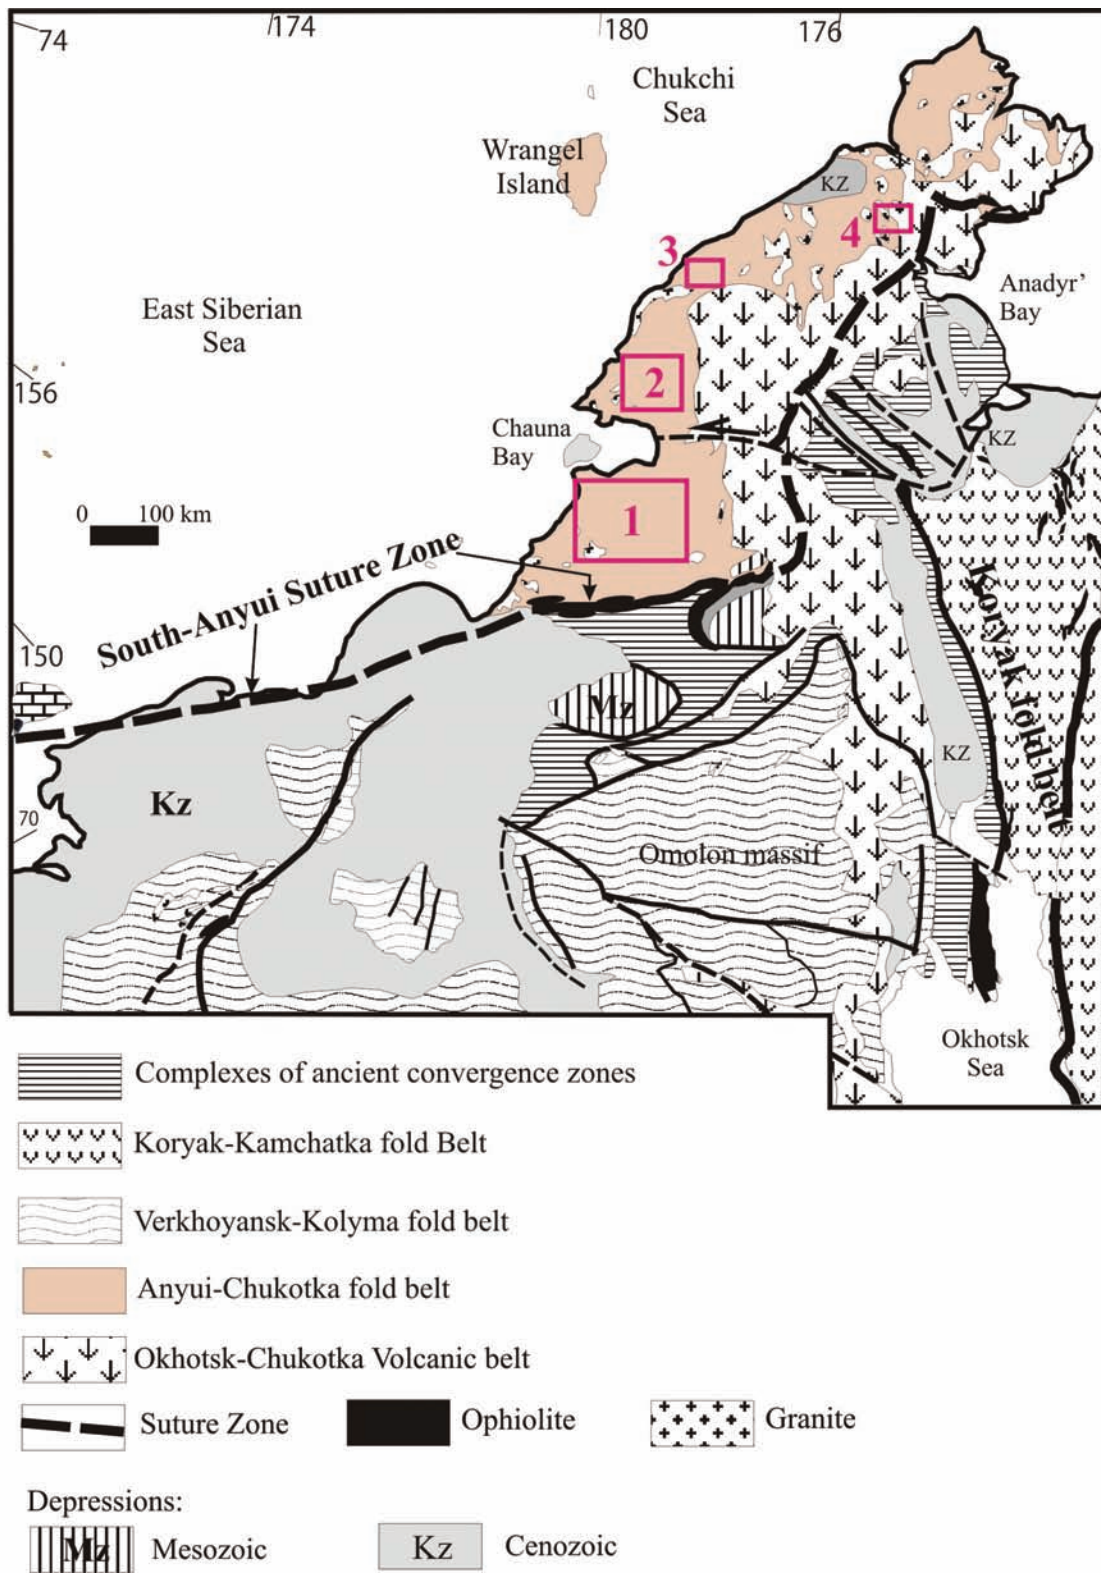 74
174
180
176
Chukchi
Sea
Wrangel
Island
KZ
4
3
East Siberian
Sea
Anadyr'
Bay
156
2
Chauna
Bay
KZ
0 100 km
1
South-Anyui Suture Zone
Koryak fold belt
150
Mz
KZ
Kz
70
Omolon massif
Okhotsk
Sea
Complexes of ancient convergence zones
Koryak-Kamchatka fold Belt
Verkhoyansk-Kolyma fold belt
Anyui-Chukotka fold belt
Okhotsk-Chukotka Volcanic belt
Suture Zone Ophiolite Granite
Depressions:
Mz Mesozoic Kz Cenozoic